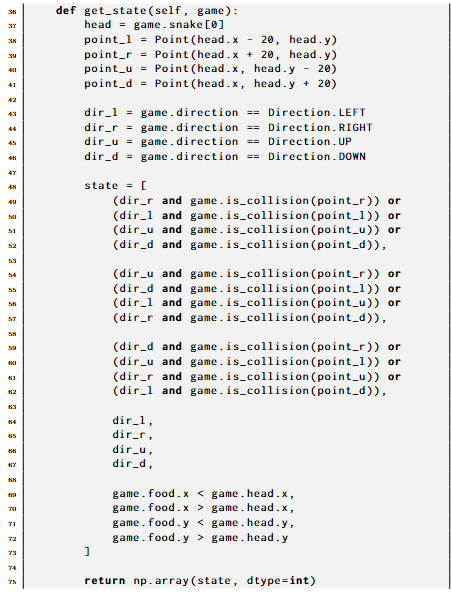 36 def get_state(self, game):
37 head = game.snake[0]
38 point_l = Point(head.x - 20, head.y)
39 point_r = Point(head.x + 20, head.y)
40 point_u = Point(head.x, head.y - 20)
41 point_d = Point(head.x, head.y + 20)
42
43 dir_l = game.direction == Direction.LEFT
44 dir_r = game.direction == Direction.RIGHT
45 dir_u = game.direction == Direction.UP
46 dir_d = game.direction == Direction.DOWN
47
48 state = [
49 (dir_r and game.is_collision(point_r)) or
50 (dir_l and game.is_collision(point_l)) or
51 (dir_u and game.is_collision(point_u)) or
52 (dir_d and game.is_collision(point_d)),
53
54 (dir_u and game.is_collision(point_r)) or
55 (dir_d and game.is_collision(point_l)) or
56 (dir_l and game.is_collision(point_u)) or
57 (dir_r and game.is_collision(point_d)),
58
59 (dir_d and game.is_collision(point_r)) or
60 (dir_u and game.is_collision(point_l)) or
61 (dir_r and game.is_collision(point_u)) or
62 (dir_l and game.is_collision(point_d)),
63
64 dir_l,
65 dir_r,
66 dir_u,
67 dir_d,
68
69 game.food.x < game.head.x,
70 game.food.x > game.head.x,
71 game.food.y < game.head.y,
72 game.food.y > game.head.y
73 ]
74
75 return np.array(state, dtype=int)